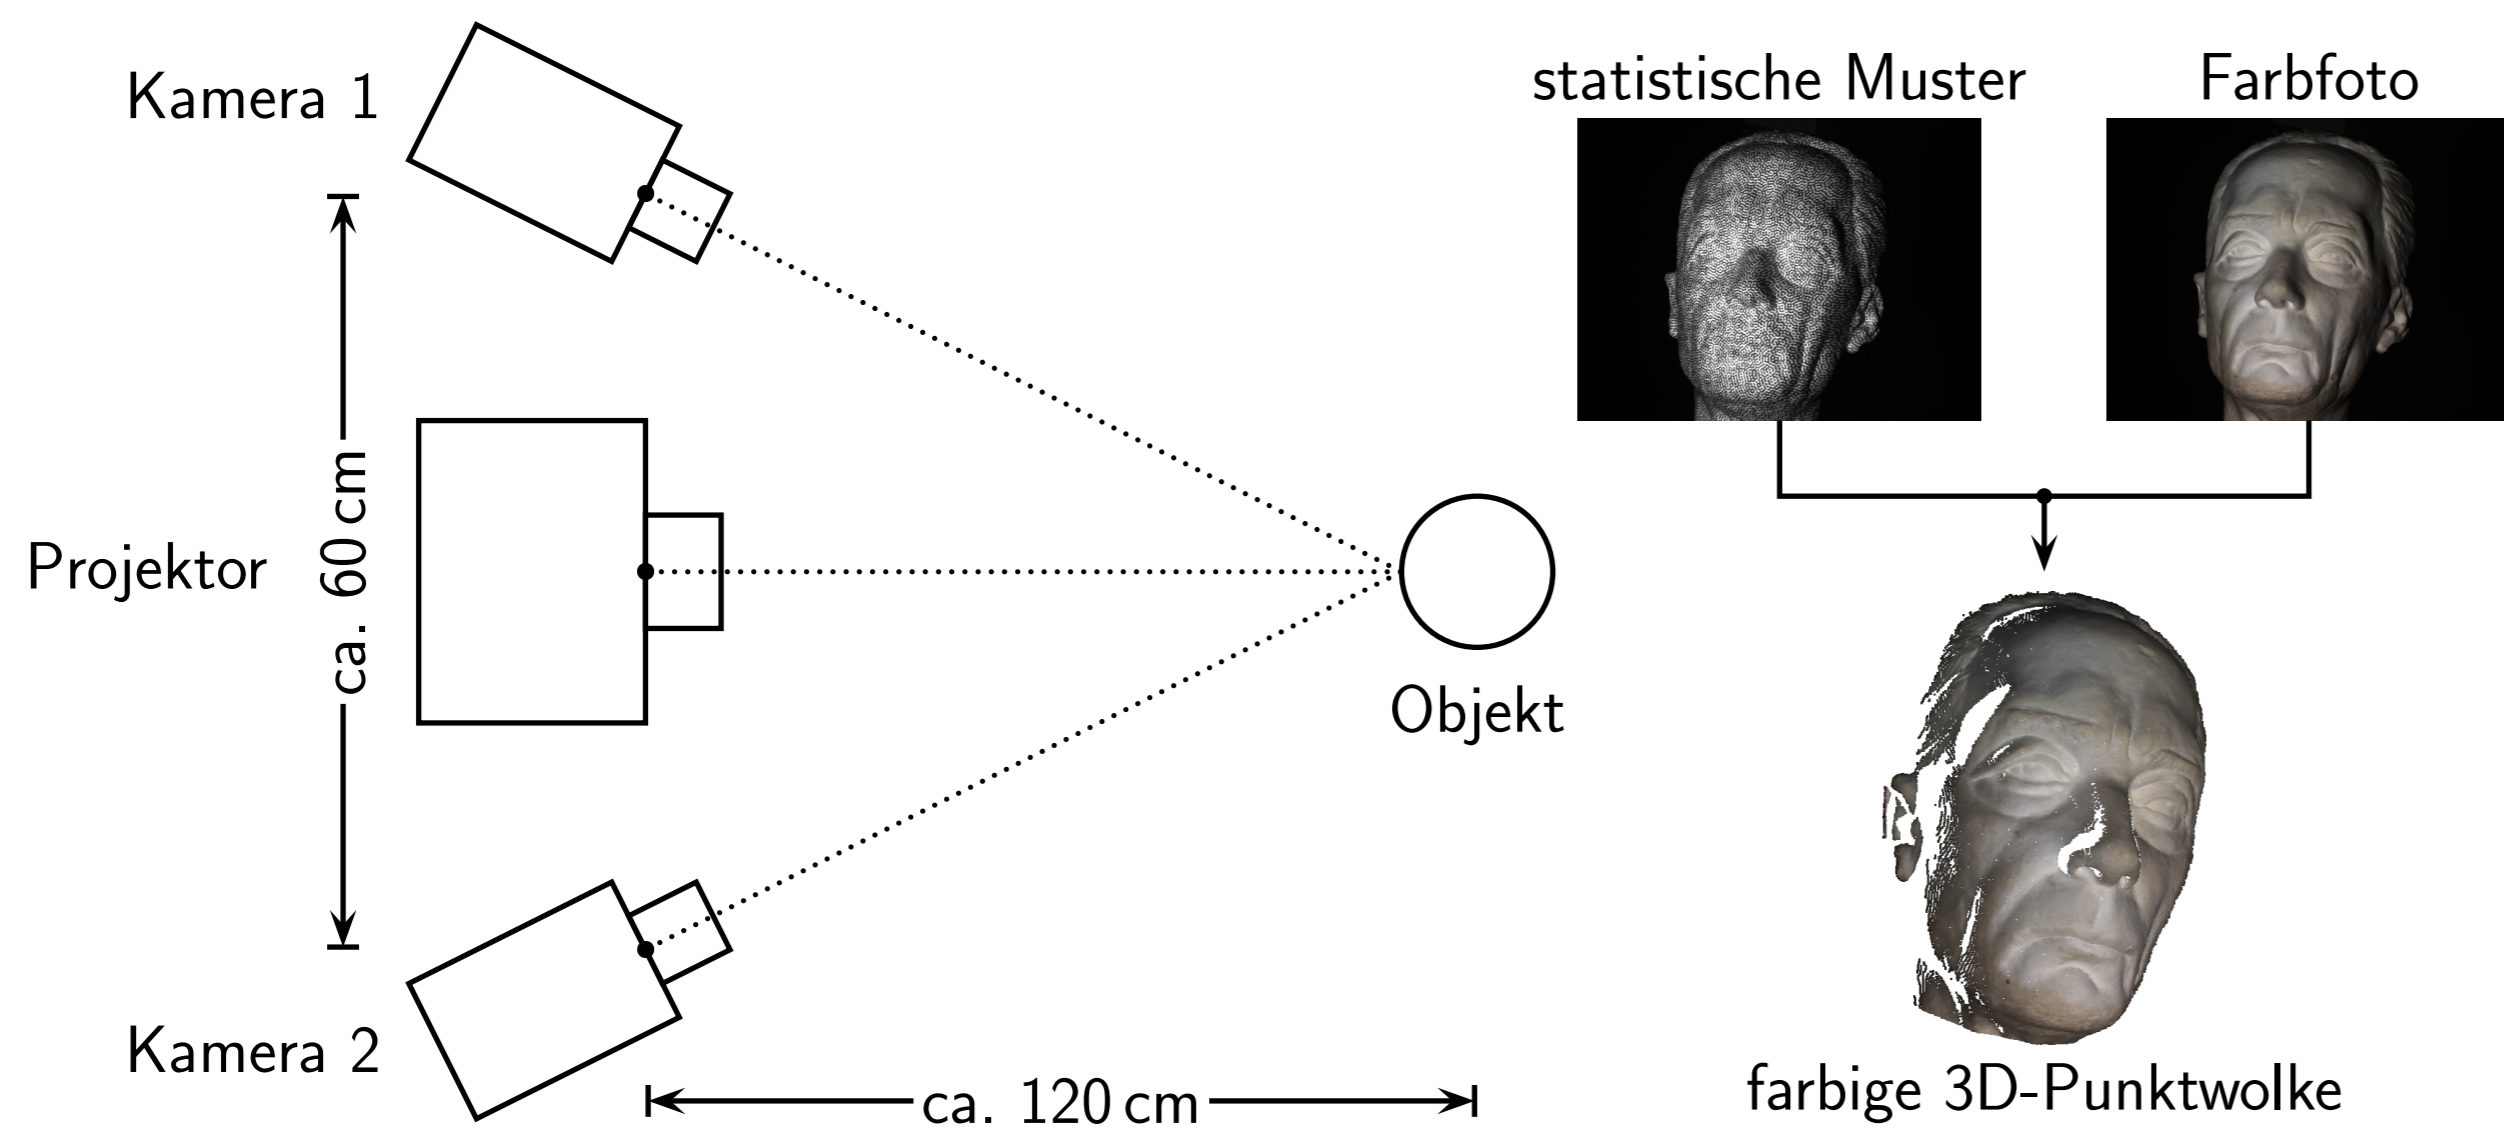 Kamera 1
ca. 60 cm
Projektor
Kamera 2
ca. 120 cm
Objekt
statistische Muster
Farbfoto
farbige 3D-Punktwolke